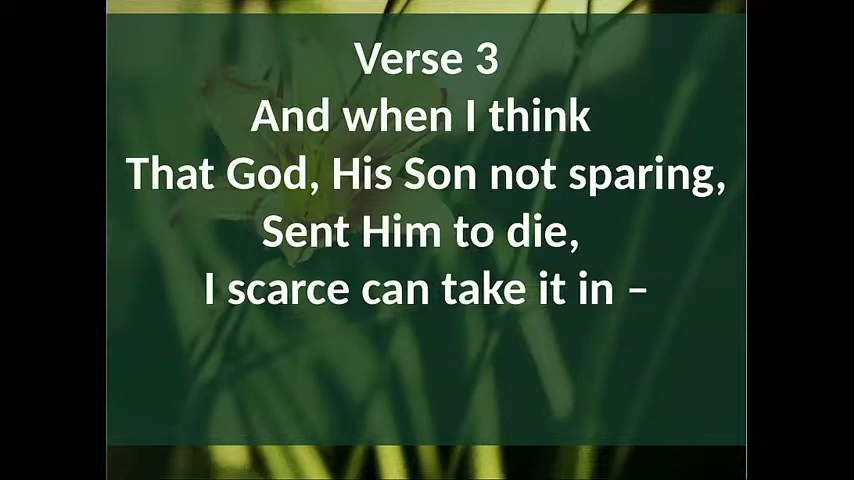 Verse 3
And when I think
That God, His Son not sparing,
Sent Him to die,
I scarce can take it in –